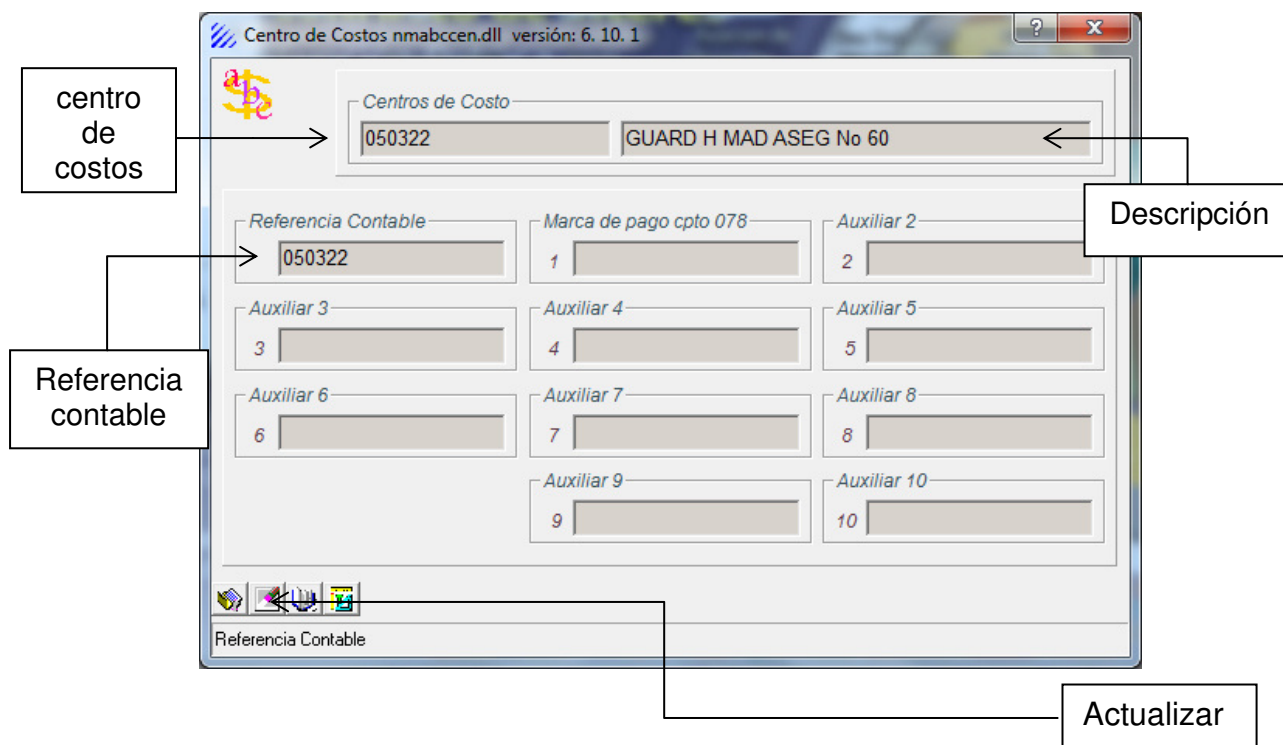 Centro de Costos nmabccen.dll versión: 6. 10. 1
?
X
abc
$
centro
de
costos
Centros de Costo
050322
GUARD H MAD ASEG No 60
Descripción
Referencia Contable
050322
Marca de pago cpto 078
1
Auxiliar 2
2
Auxiliar 3
3
Auxiliar 4
4
Auxiliar 5
5
Referencia
contable
Auxiliar 6
6
Auxiliar 7
7
Auxiliar 8
8
Auxiliar 9
9
Auxiliar 10
10
Referencia Contable
Actualizar